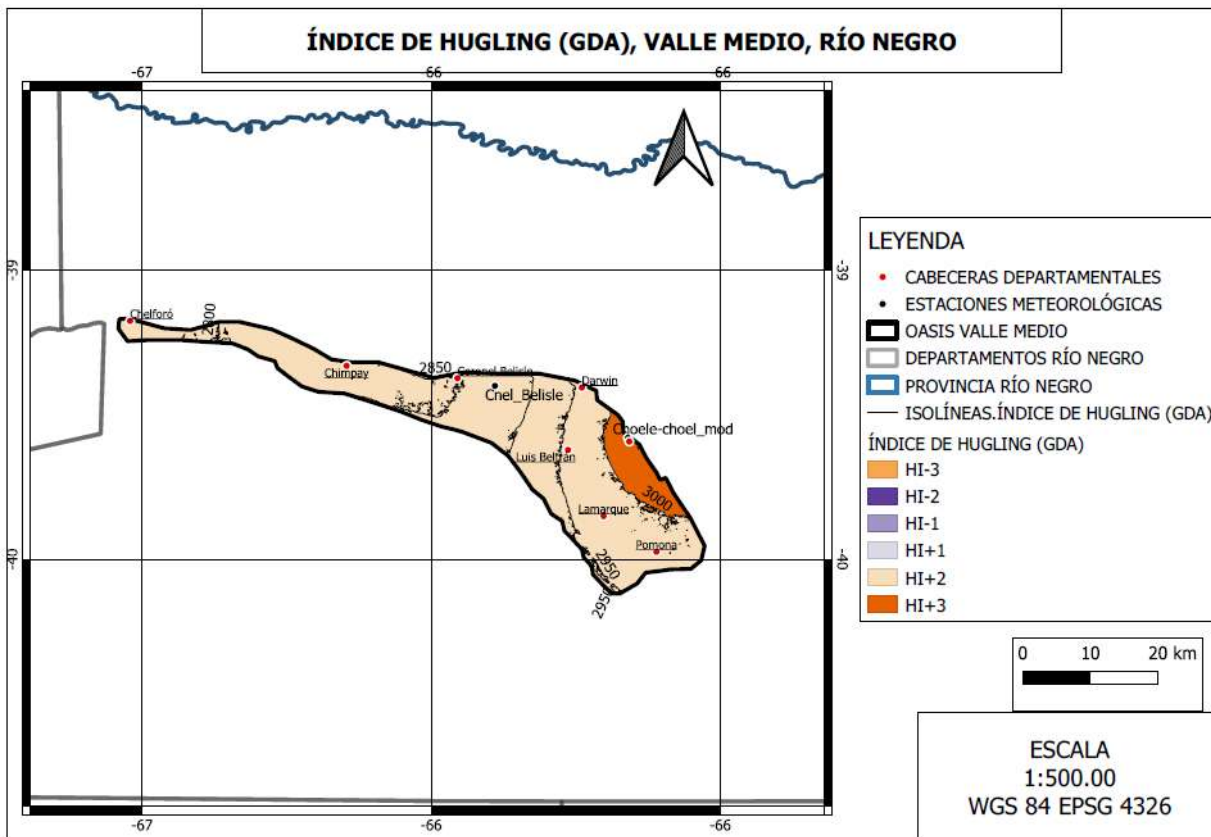 ÍNDICE DE HUGLING (GDA), VALLE MEDIO, RÍO NEGRO
-67
-66
-66
-39
-39
2800
Chelforó
Chimpay
2850
Coronel Belisle
Cnel_Belisle
Darwin
Choele-choel_mod
Luis Beltrán
3000
Lamarque
Pomona
2950
2950
-40
-40
-67
-66
-66
LEYENDA
CABECERAS DEPARTAMENTALES
ESTACIONES METEOROLÓGICAS
OASIS VALLE MEDIO
DEPARTAMENTOS RÍO NEGRO
PROVINCIA RÍO NEGRO
ISOLÍNEAS.ÍNDICE DE HUGLING (GDA)
ÍNDICE DE HUGLING (GDA)
HI-3
HI-2
HI-1
HI+1
HI+2
HI+3
0 10 20 km
ESCALA
1:500.00
WGS 84 EPSG 4326